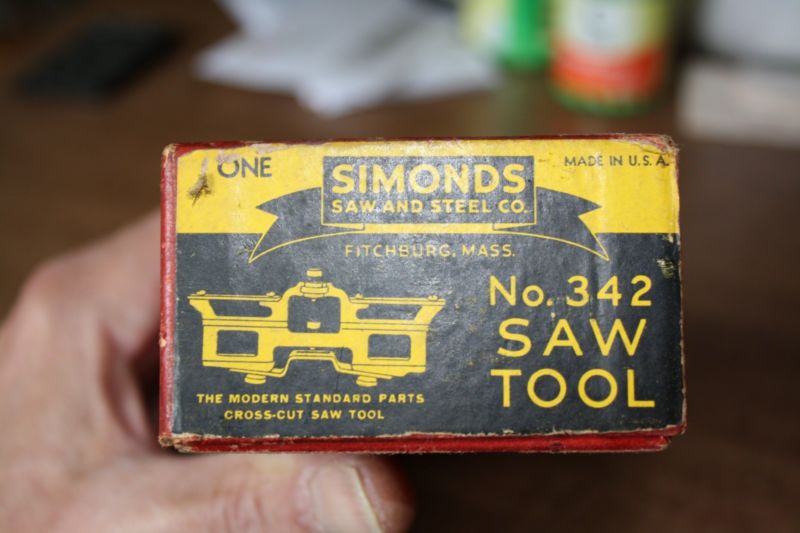 ONE
SIMONDS
SAW AND STEEL CO.
MADE IN U.S.A.
FITCHBURG, MASS.
No. 342
SAW
TOOL
THE MODERN STANDARD PARTS
CROSS-CUT SAW TOOL